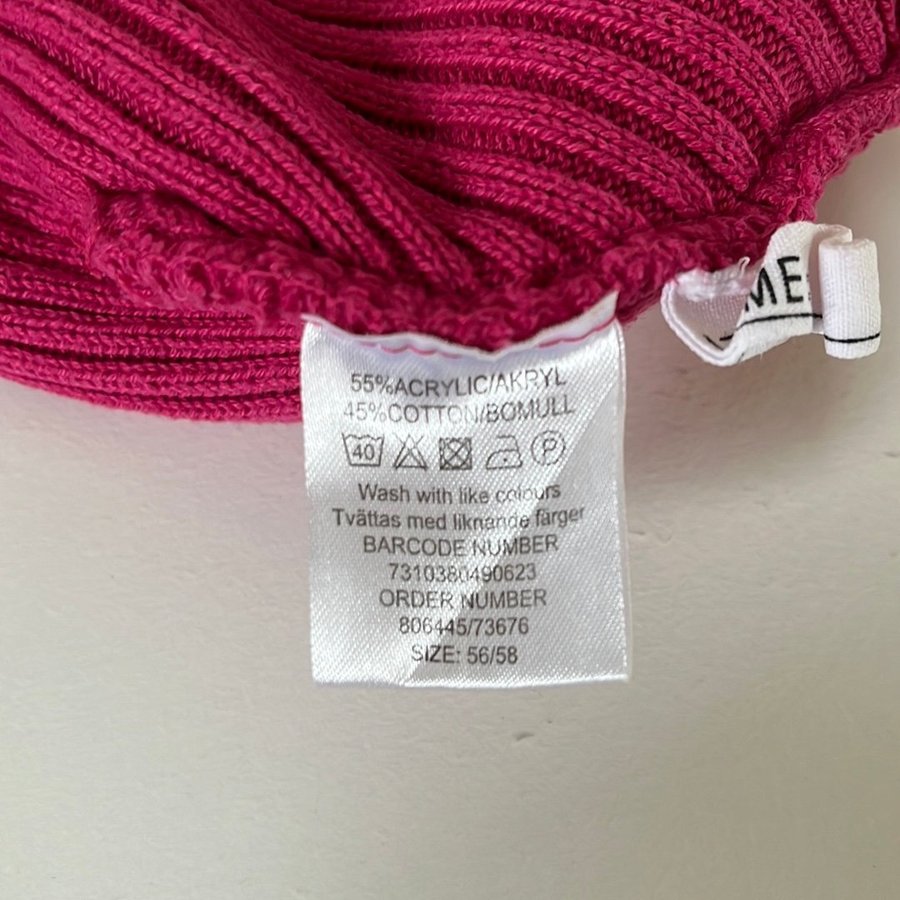 55%ACRYLIC/AKRYL
45%COTTON/BOMULL
40 P
Wash with like colours
Tvättas med liknande färger
BARCODE NUMBER
7310380490623
ORDER NUMBER
806445/73676
SIZE: 56/58
ME